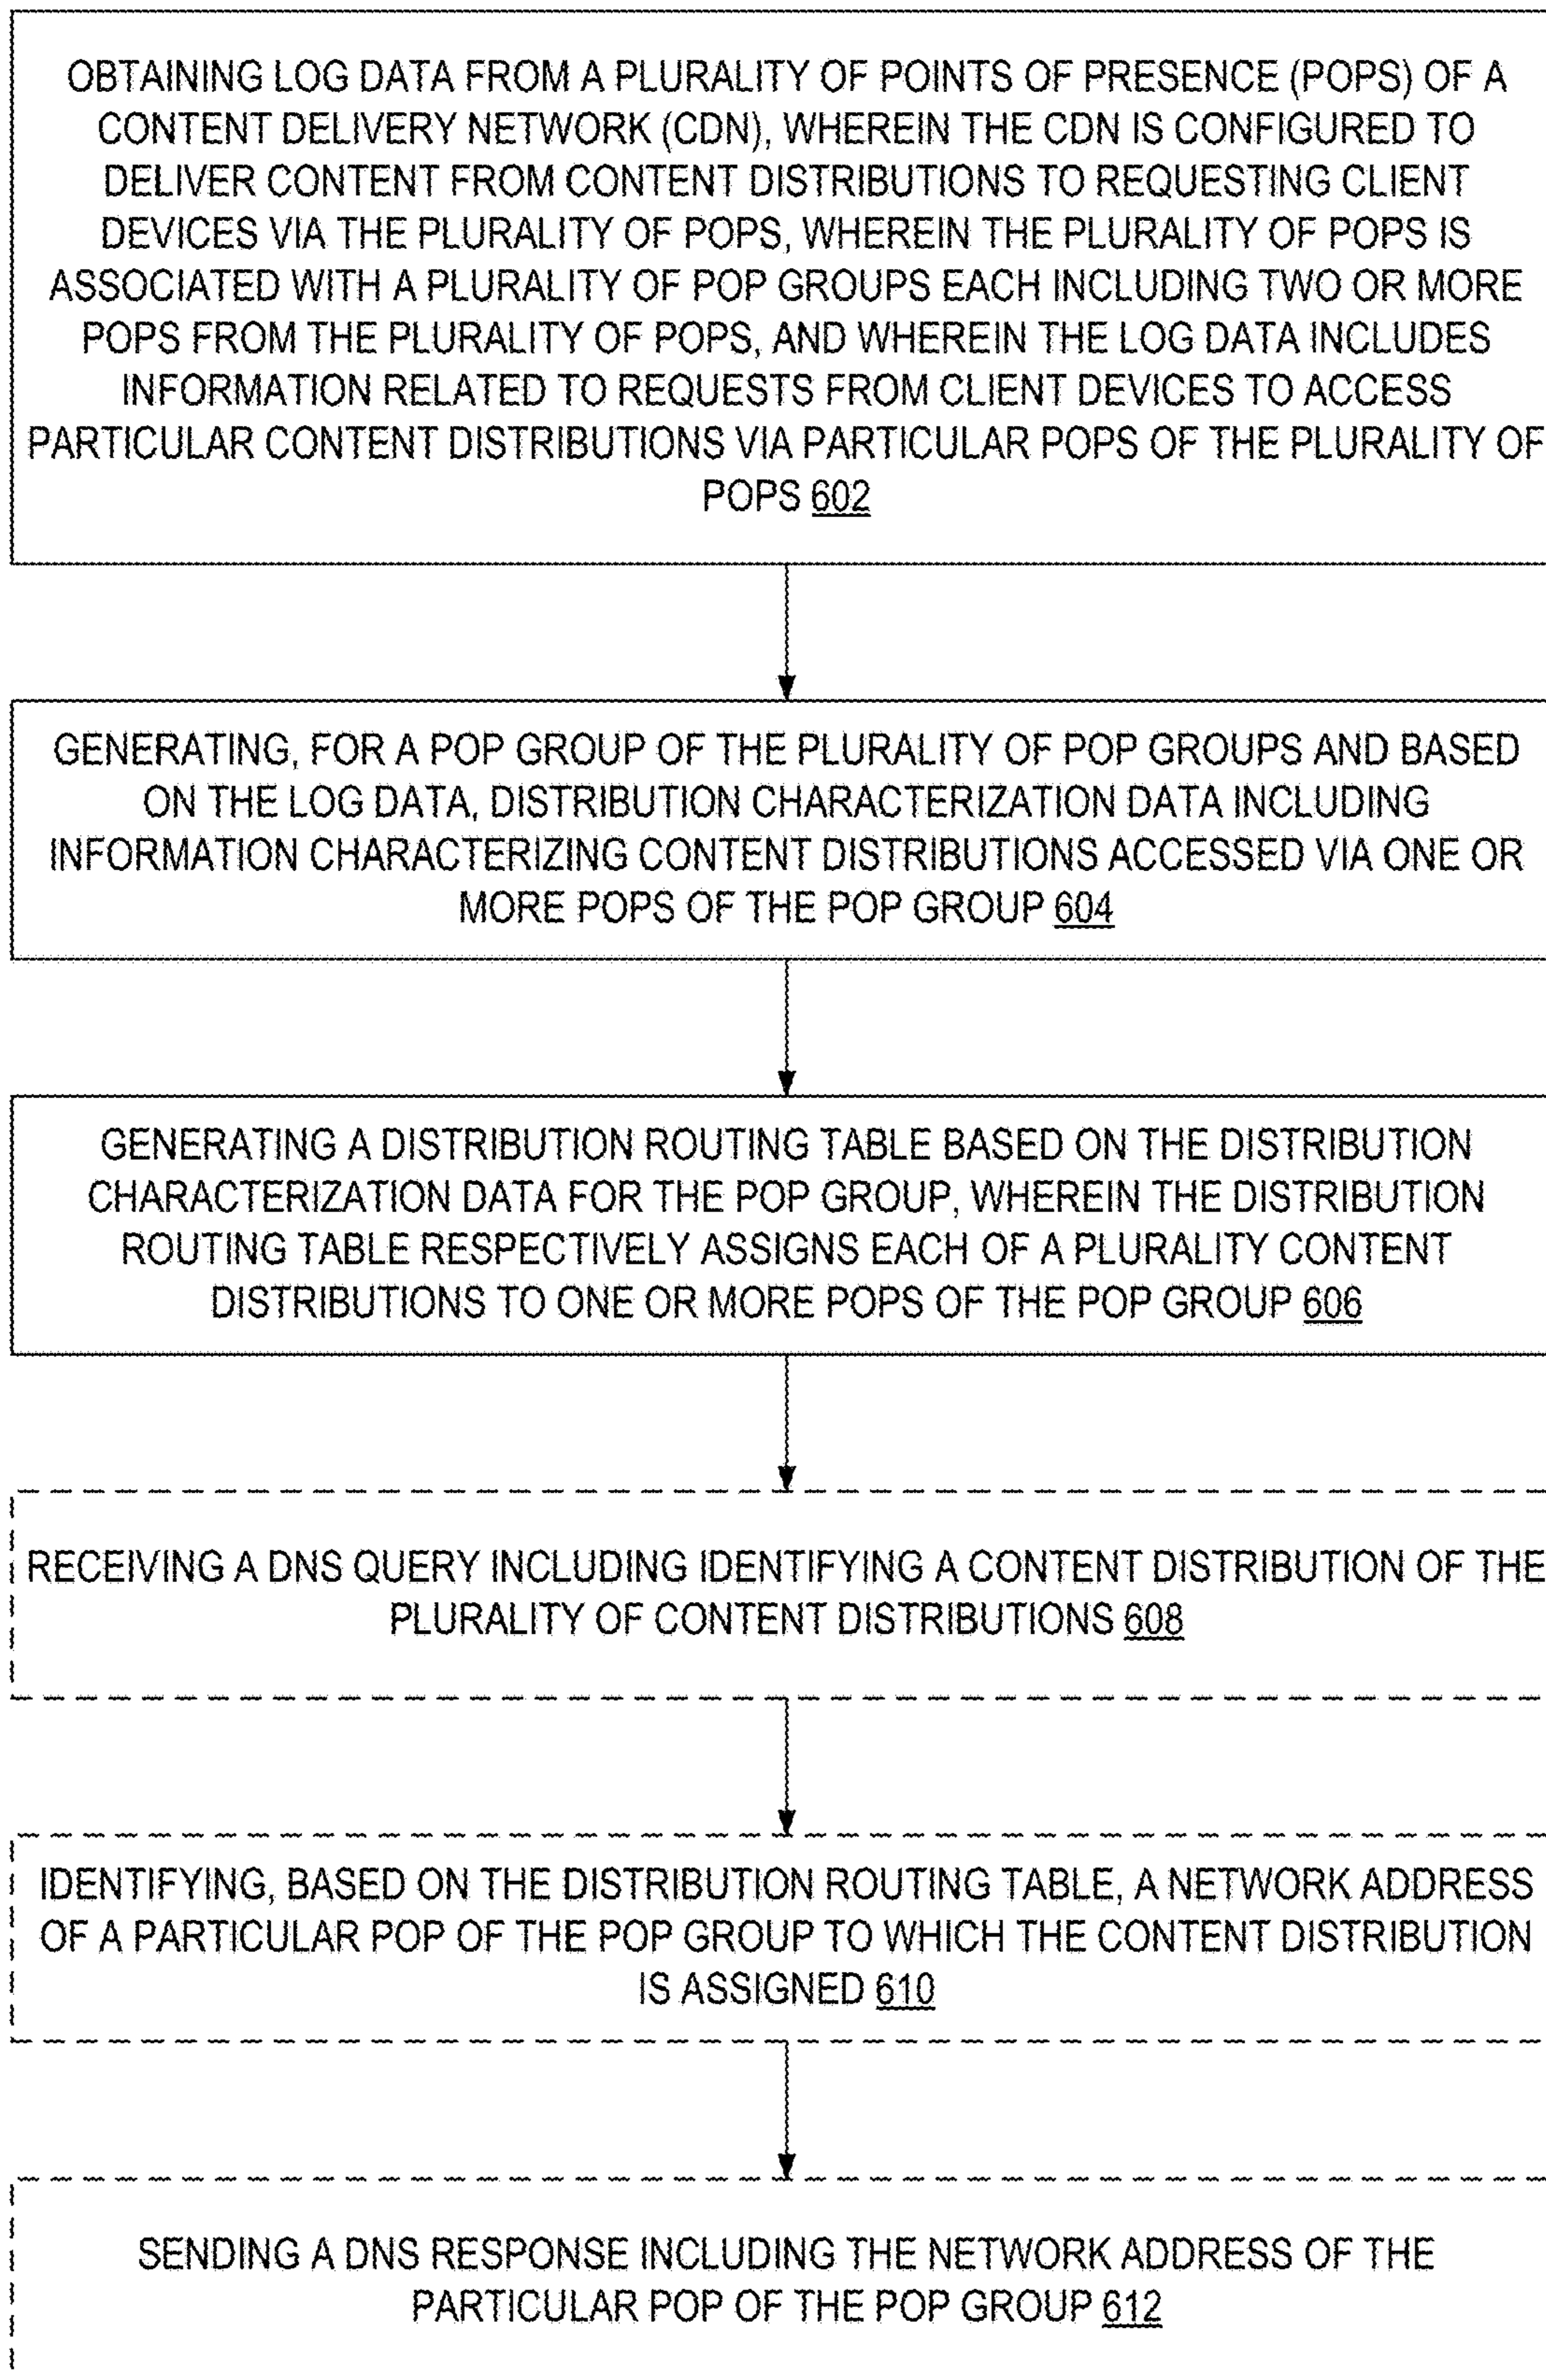 OBTAINING LOG DATA FROM A PLURALITY OF POINTS OF PRESENCE (POPS) OF A
CONTENT DELIVERY NETWORK (CDN), WHEREIN THE CDN IS CONFIGURED TO
DELIVER CONTENT FROM CONTENT DISTRIBUTIONS TO REQUESTING CLIENT
DEVICES VIA THE PLURALITY OF POPS, WHEREIN THE PLURALITY OF POPS IS
ASSOCIATED WITH A PLURALITY OF POP GROUPS EACH INCLUDING TWO OR MORE
POPS FROM THE PLURALITY OF POPS, AND WHEREIN THE LOG DATA INCLUDES
INFORMATION RELATED TO REQUESTS FROM CLIENT DEVICES TO ACCESS
PARTICULAR CONTENT DISTRIBUTIONS VIA PARTICULAR POPS OF THE PLURALITY OF
POPS 602
GENERATING, FOR A POP GROUP OF THE PLURALITY OF POP GROUPS AND BASED
ON THE LOG DATA, DISTRIBUTION CHARACTERIZATION DATA INCLUDING
INFORMATION CHARACTERIZING CONTENT DISTRIBUTIONS ACCESSED VIA ONE OR
MORE POPS OF THE POP GROUP 604
GENERATING A DISTRIBUTION ROUTING TABLE BASED ON THE DISTRIBUTION
CHARACTERIZATION DATA FOR THE POP GROUP, WHEREIN THE DISTRIBUTION
ROUTING TABLE RESPECTIVELY ASSIGNS EACH OF A PLURALITY CONTENT
DISTRIBUTIONS TO ONE OR MORE POPS OF THE POP GROUP 606
RECEIVING A DNS QUERY INCLUDING IDENTIFYING A CONTENT DISTRIBUTION OF THE
PLURALITY OF CONTENT DISTRIBUTIONS 608
IDENTIFYING, BASED ON THE DISTRIBUTION ROUTING TABLE, A NETWORK ADDRESS
OF A PARTICULAR POP OF THE POP GROUP TO WHICH THE CONTENT DISTRIBUTION
IS ASSIGNED 610
SENDING A DNS RESPONSE INCLUDING THE NETWORK ADDRESS OF THE
PARTICULAR POP OF THE POP GROUP 612